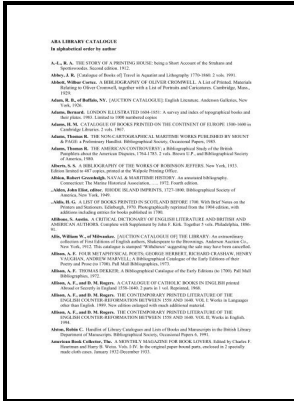 ABA LIBRARY CATALOGUE
In alphabetical order by author
A.-L., R. A. THE STORY OF A PRINTING HOUSE; being a Short Account of the Strahans and
Spottiswoodes. Second edition. 1912.
Abbey, J. R. [Catalogue of Books of] Travel in Aquatint and Lithography 1770-1860. 2 vols. 1991.
Abbott, Wilbur Cortez. A BIBLIOGRAPHY OF OLIVER CROMWELL. A List of Printed. Materials
Relating to Oliver Cromwell, together with a List of Portraits and Caricatures. Cambridge, Mass.,
1929.
Adam, R. B., of Buffalo, NY. [AUCTION CATALOGUE]; English Literature. Anderson Galleries, New
York, 1926.
Adams, Bernard. LONDON ILLUSTRATED 1604-1851: A survey and index of topographical books and
their plates. 1983. Limited to 1000 numbered copies.
Adams, H. M. CATALOGUE OF BOOKS PRINTED ON THE CONTINENT OF EUROPE 1500-1600 in
Cambridge Libraries. 2 vols. 1967.
Adams, Thomas R. THE NON-CARTOGRAPHICAL MARITIME WORKS PUBLISHED BY MOUNT
& PAGE: a Preliminary Handlist. Bibliographical Society, Occasional Papers, 1985.
Adams, Thomas R. THE AMERICAN CONTROVERSY: a Bibliographical Study of the British
Pamphlets about the American Disputes, 1764-1783. 2 vols. Brown U.P., and Bibliographical Society
of America, 1980.
Alberts, S. S. A BIBLIOGRAPHY OF THE WORKS OF ROBINSON JEFFERS. New York, 1933.
Edition limited to 487 copies, printed at the Walpole Printing Office.
Albion, Robert Greenhalgh. NAVAL & MARITIME HISTORY: An annotated bibliography.
Connecticut: The Marine Historical Association, . . . 1972. Fourth edition.
Alden, John Eliot, editor. RHODE ISLAND IMPRINTS, 1727-1800. Bibliographical Society of
America, New York, 1949.
Aldis, H. G. A LIST OF BOOKS PRINTED IN SCOTLAND BEFORE 1700. With Brief Notes on the
Printers and Stationers. Edinburgh, 1970. Photographically reprinted from the 1904 edition, with
additions including entries for books published in 1700.
Allibone, S. Austin. A CRITICAL DICTIONARY OF ENGLISH LITERATURE AND BRITISH AND
AMERICAN AUTHORS. Complete with Supplement by John F. Kirk. Together 5 vols. Philadelphia, 1886-
91.
Allis, William W., of Milwaukee. [AUCTION CATALOGUE OF] THE LIBRARY: An extraordinary
collection of First Editions of English authors, Shakespeare to the Brownings. Anderson Auction Co.,
New York, 1912. This catalogue is stamped 'Withdrawn' suggesting the sale may have been cancelled.
Allison, A. F. FOUR METAPHYSICAL POETS, GEORGE HERBERT, RICHARD CRASHAW, HENRY
VAUGHAN, ANDREW MARVELL; A Bibliographical Catalogue of the Early Editions of their
Poetry and Prose (to 1700). Pall Mall Bibliographies, 1973.
Allison, A. F. THOMAS DEKKER, A Bibliographical Catalogue of the Early Editions (to 1700). Pall Mall
Bibliographies, 1972.
Allison, A. F., and D. M. Rogers. A CATALOGUE OF CATHOLIC BOOKS IN ENGLISH printed
Abroad or Secretly in England 1558-1640. 2 parts in 1 vol. Reprinted, 1968.
Allison, A. F., and D. M. Rogers. THE CONTEMPORARY PRINTED LITERATURE OF THE
ENGLISH COUNTER-REFORMATION BETWEEN 1558 AND 1640. VOL I: Works in Languages
other than English. 1989. New edition enlarged with much additional material.
Allison, A. F., and D. M. Rogers. THE CONTEMPORARY PRINTED LITERATURE OF THE
ENGLISH COUNTER-REFORMATION BETWEEN 1558 AND 1640. VOL II: Works in English.
1994.
Alston, Robin C. Handlist of Library Catalogues and Lists of Books and Manuscripts in the British Library
Department of Manuscripts. Bibliographical Society, Occasional Papers 6, 1991.
American Book Collector, The. A MONTHLY MAGAZINE FOR BOOK LOVERS. Edited by Charles F.
Heartman and Harry B. Weiss. Vols. I-IV. In the original paper-bound parts, enclosed in 2 specially
made cloth cases. January 1932-December 1933.